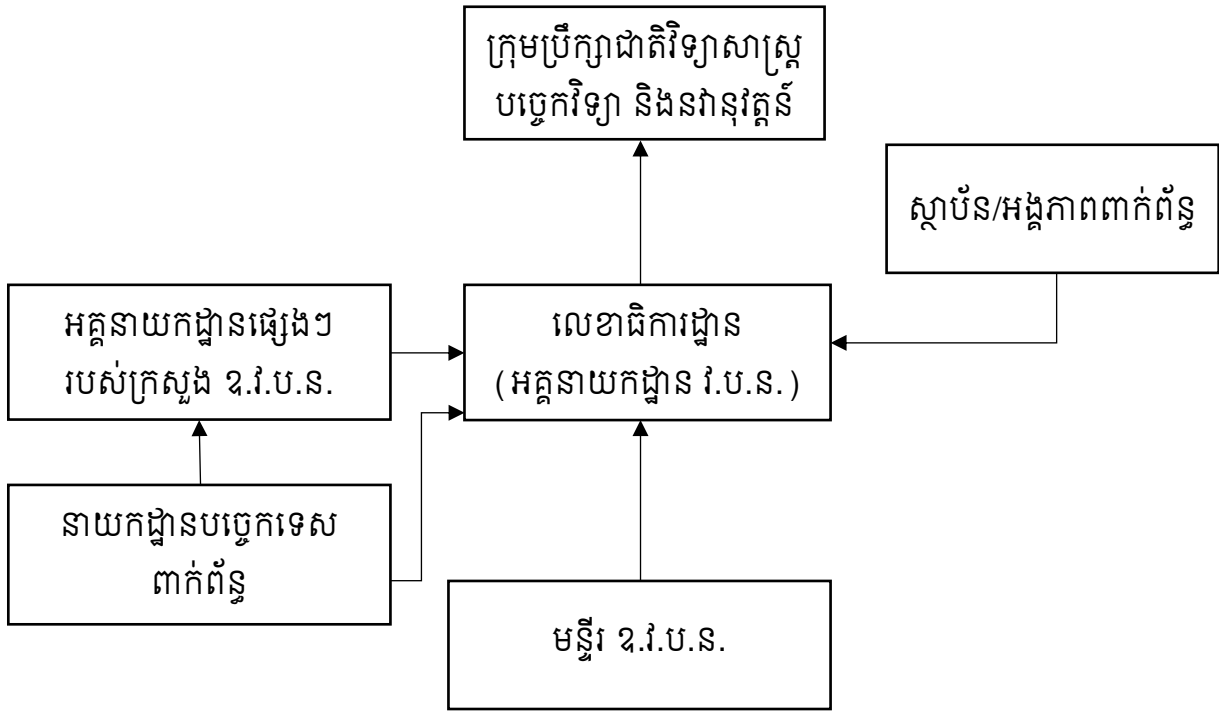 ក្រុមប្រឹក្សាជាតិវិទ្យាសាស្ត្រ
បច្ចេកវិទ្យា និងនវានុវត្តន៍
ស្ថាប័ន/អង្គភាពពាក់ព័ន្ធ
អគ្គនាយកដ្ឋានផ្សេងៗ
របស់ក្រសួង ឧ.វ.ប.ន.
លេខាធិការដ្ឋាន
(អគ្គនាយកដ្ឋាន វ.ប.ន.)
នាយកដ្ឋានបច្ចេកទេស
ពាក់ព័ន្ធ
មន្ទីរ ឧ.វ.ប.ន.